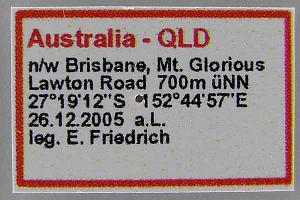 Australia - QLD
n/w Brisbane, Mt. Glorious
Lawton Road 700m üNN
27°19'12"S 152°44'57"E
26.12.2005 a.L.
leg. E. Friedrich